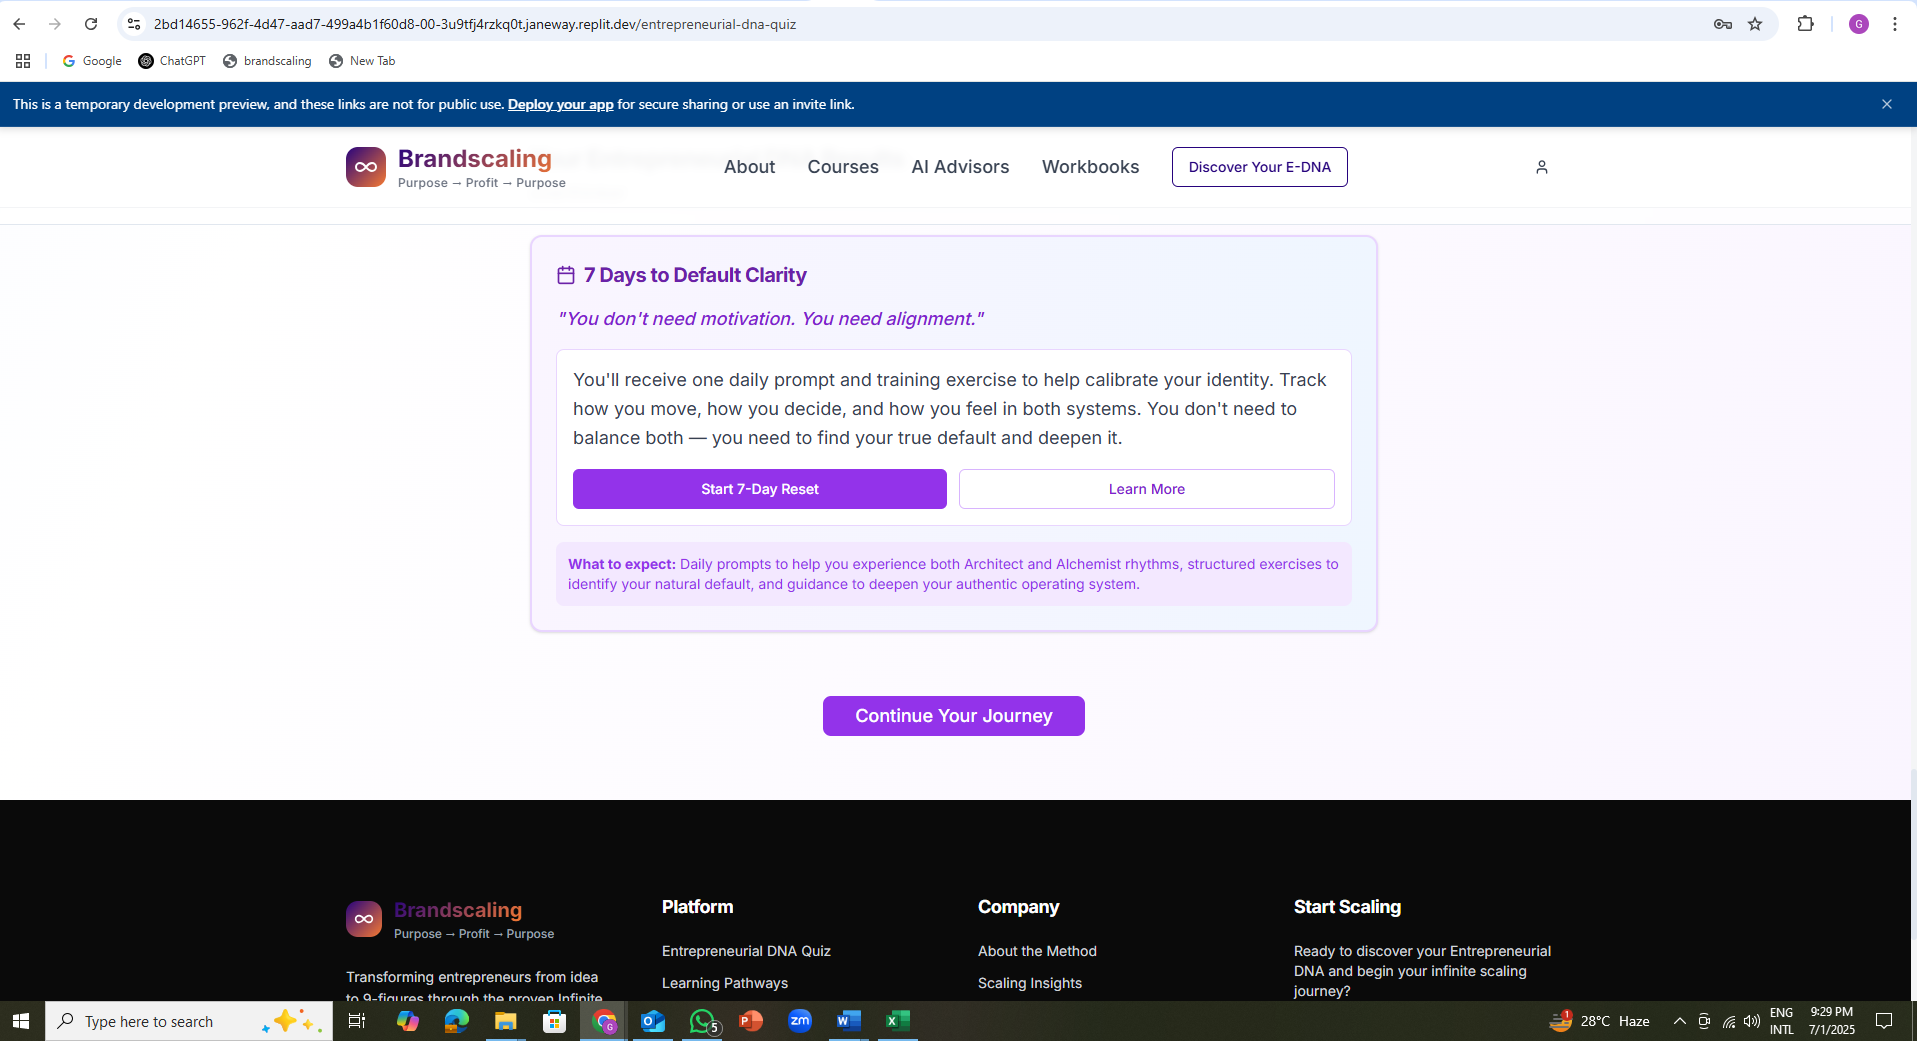 2bd14655-962f-4d47-aad7-499a4b1f60d8-00-3u9tfj4rzkq0t.janeway.replit.dev/entrepreneurial-dna-quiz
G
Google
ChatGPT
brandscaling
New Tab
This is a temporary development preview, and these links are not for public use. Deploy your app for secure sharing or use an invite link.
Brandscaling
Purpose → Profit → Purpose
About
Courses
AI Advisors
Workbooks
Discover Your E-DNA
7 Days to Default Clarity
"You don't need motivation. You need alignment."
You'll receive one daily prompt and training exercise to help calibrate your identity. Track
how you move, how you decide, and how you feel in both systems. You don't need to
balance both — you need to find your true default and deepen it.
Start 7-Day Reset
Learn More
What to expect: Daily prompts to help you experience both Architect and Alchemist rhythms, structured exercises to
identify your natural default, and guidance to deepen your authentic operating system.
Continue Your Journey
Brandscaling
Purpose → Profit → Purpose
Transforming entrepreneurs from idea
to 9-figures through the proven Infinite
Platform
Entrepreneurial DNA Quiz
Learning Pathways
Company
About the Method
Scaling Insights
Start Scaling
Ready to discover your Entrepreneurial
DNA and begin your infinite scaling
journey?
Type here to search
G
5
zm
1
28°C Haze
ENG
INTL
9:29 PM
7/1/2025